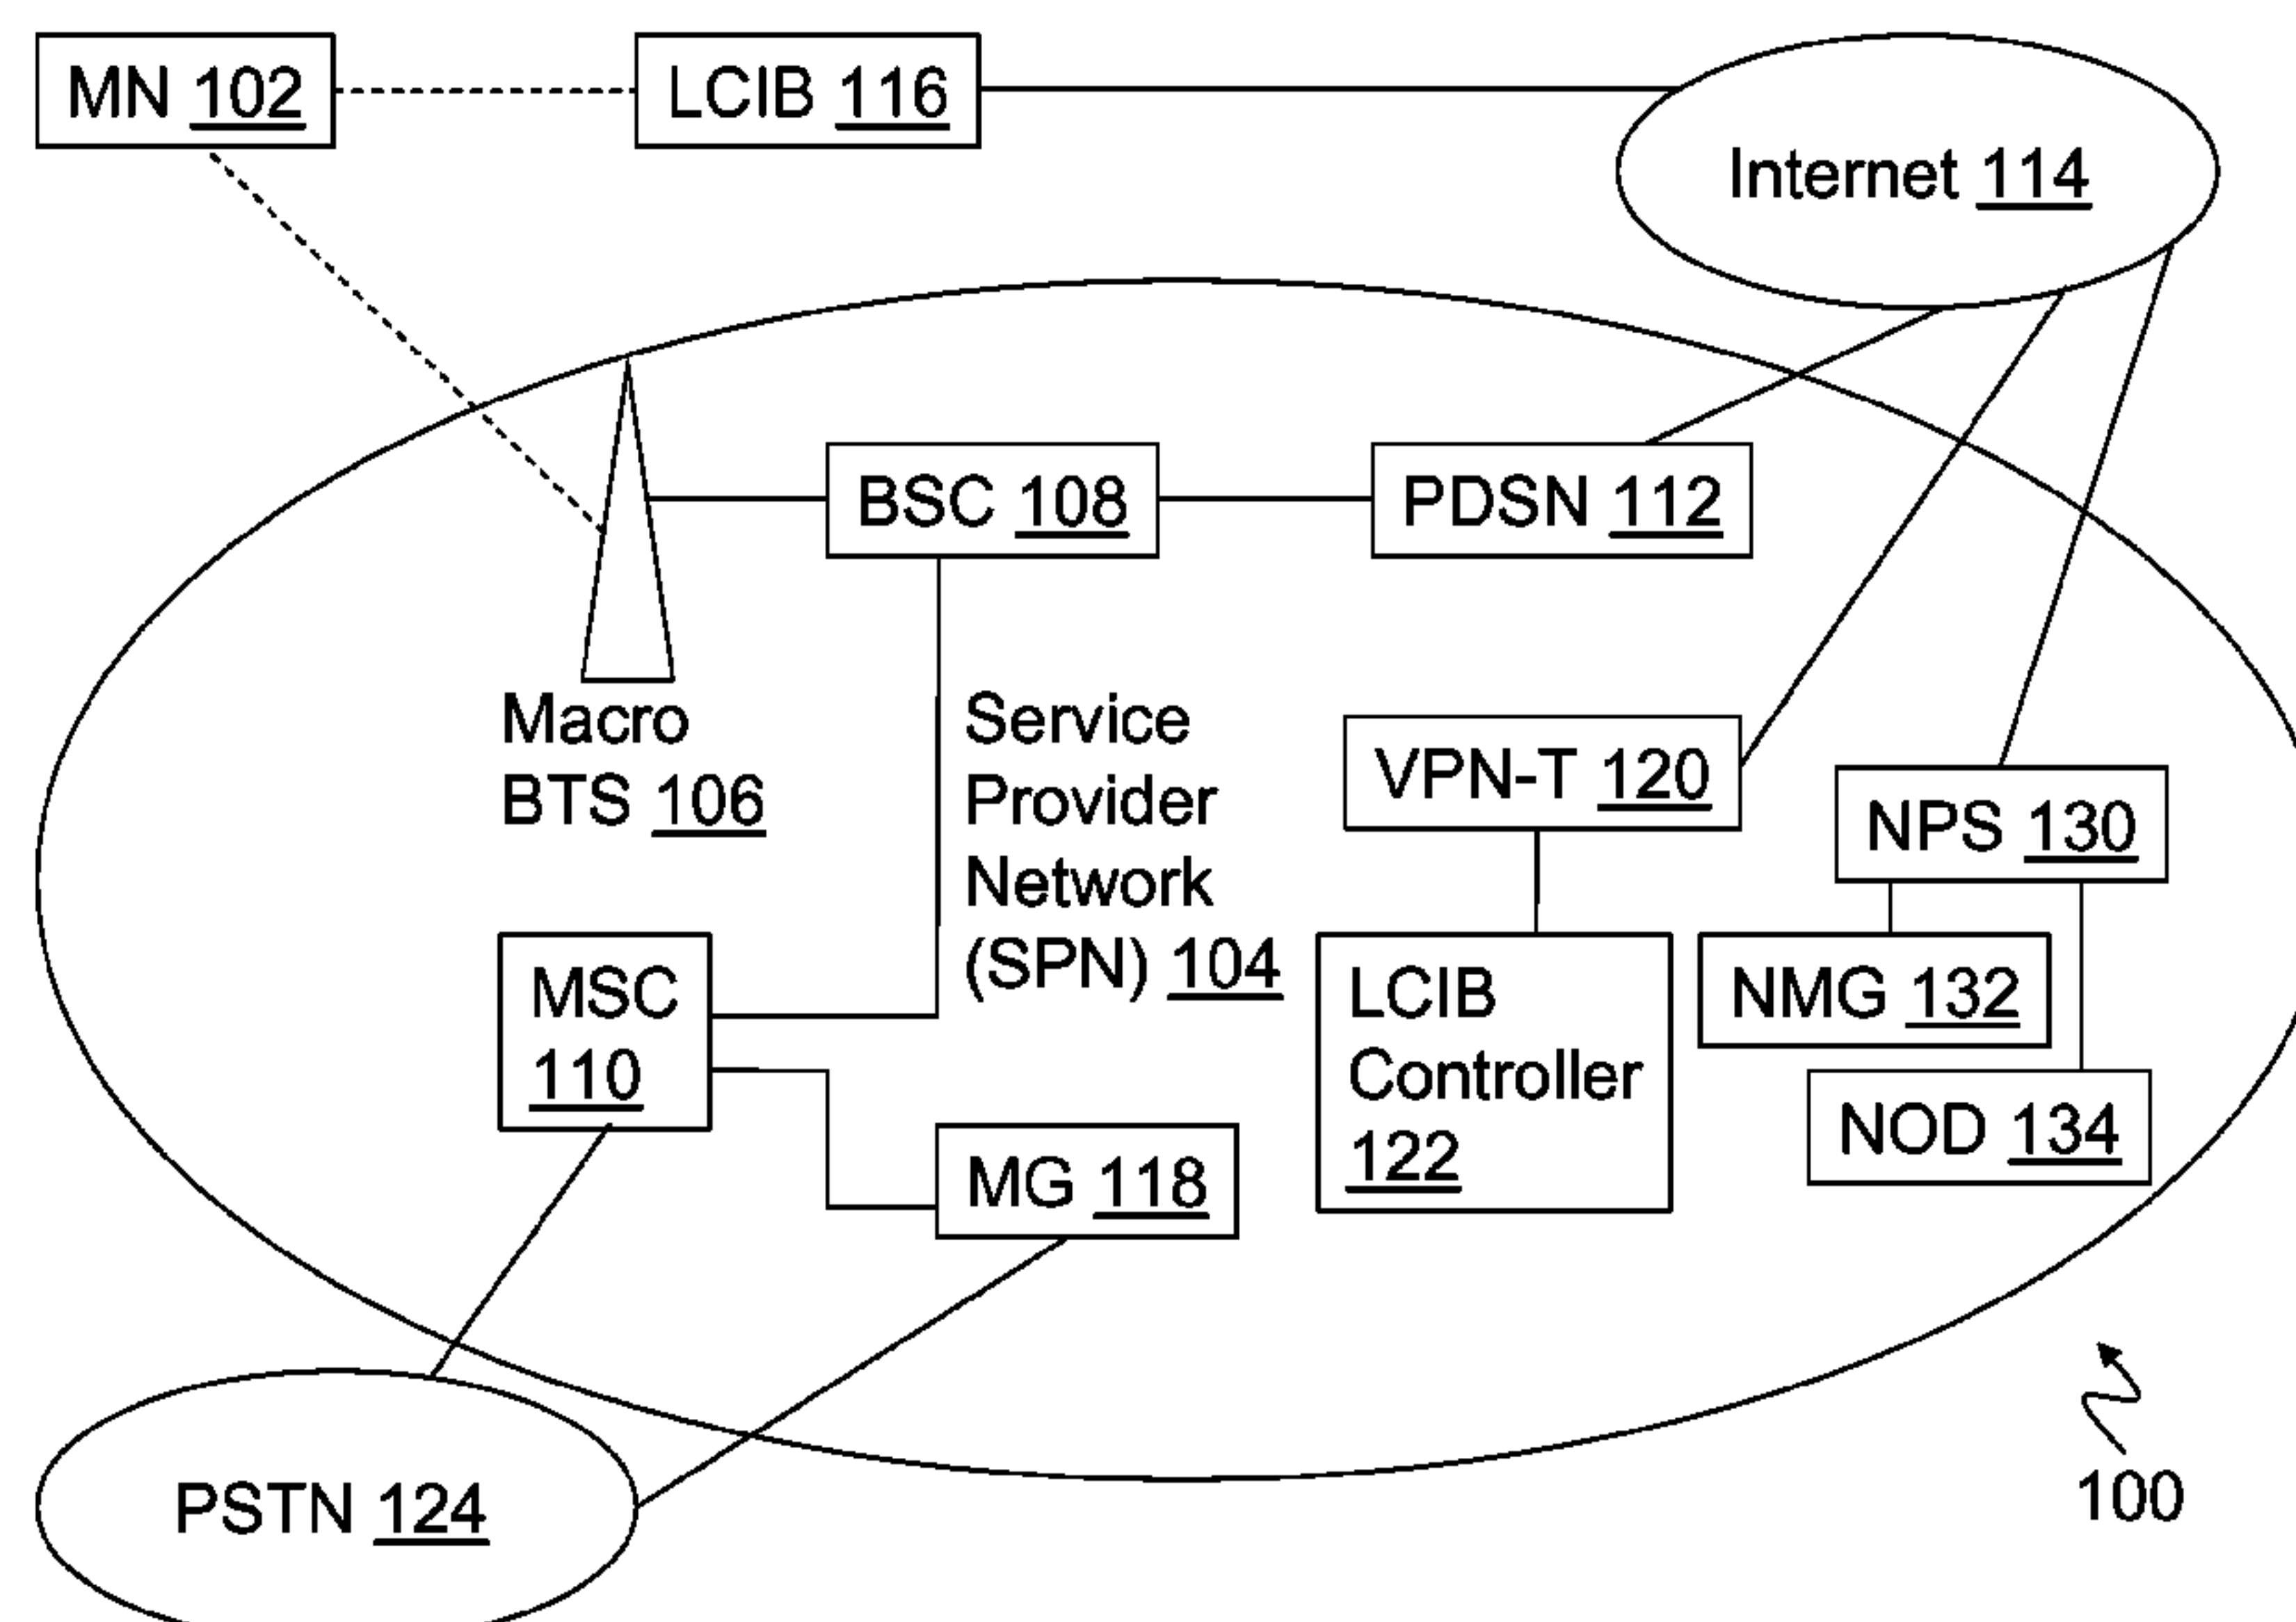 MN 102
LCIB 116
Internet 114
BSC 108
PDSN 112
Macro
BTS 106
Service
Provider
Network
(SPN) 104
VPN-T 120
NPS 130
MSC
110
LCIB
Controller
122
NMG 132
NOD 134
MG 118
PSTN 124
100